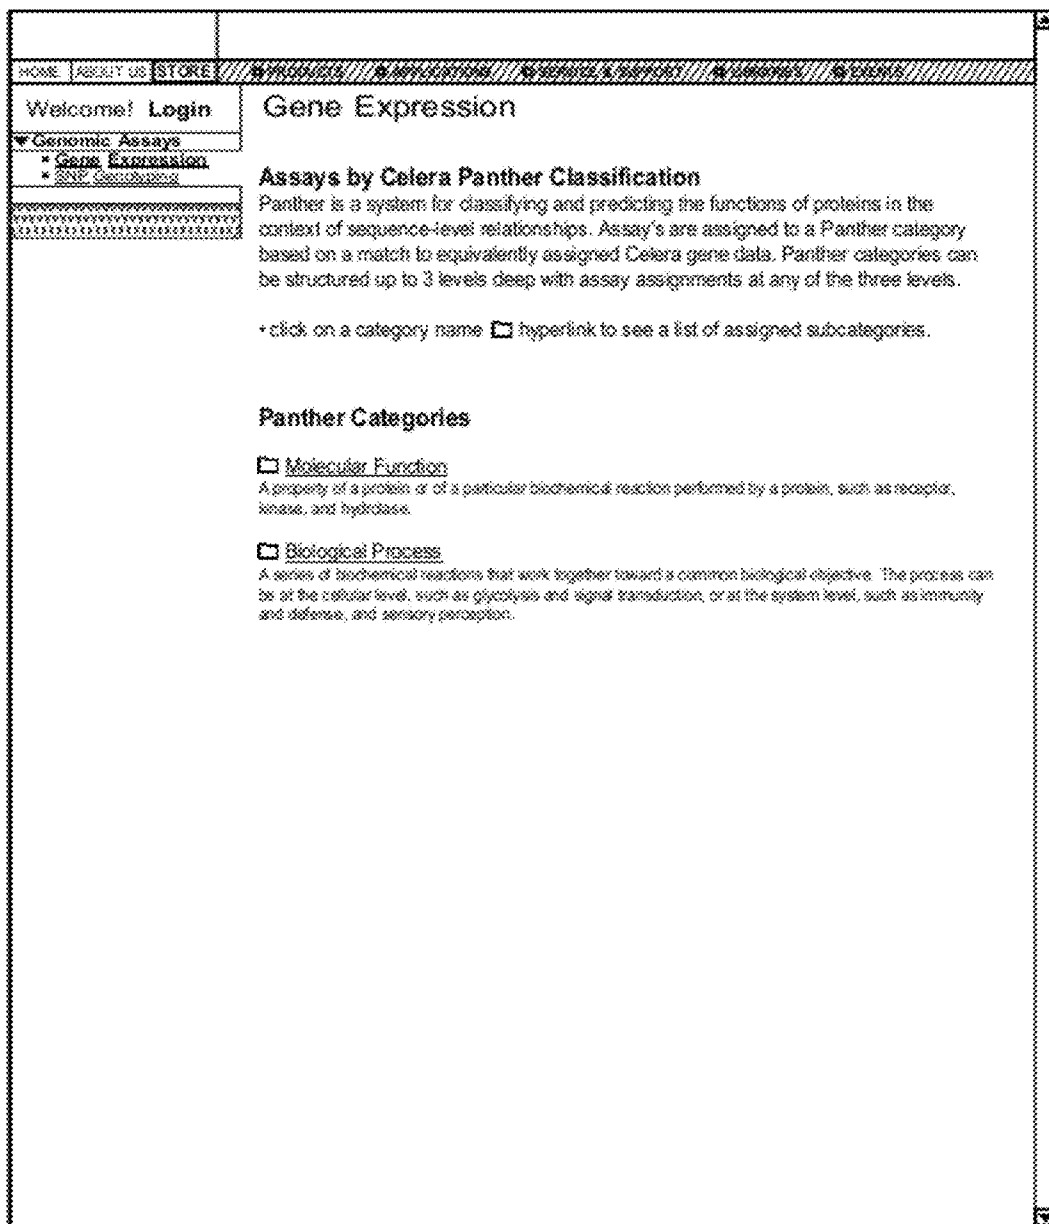 HOME ABOUT US STORE PRODUCTS APPLICATIONS SERVICE & SUPPORT EVENTS
Welcome! Login
Genomic Assays
Gene Expression
SNP Genotyping
Gene Expression
Assays by Celera Panther Classification
Panther is a system for classifying and predicting the functions of proteins in the
context of sequence-level relationships. Assay's are assigned to a Panther category
based on a match to equivalently assigned Celera gene data. Panther categories can
be structured up to 3 levels deep with assay assignments at any of the three levels.
• click on a category name hyperlink to see a list of assigned subcategories.
Panther Categories
Molecular Function
A property of a protein or of a particular biochemical reaction performed by a protein, such as receptor,
kinase, and hydrolase.
Biological Process
A series of biochemical reactions that work together toward a common biological objective. The process can
be at the cellular level, such as glycolysis and signal transduction, or at the system level, such as immunity
and defense, and sensory perception.